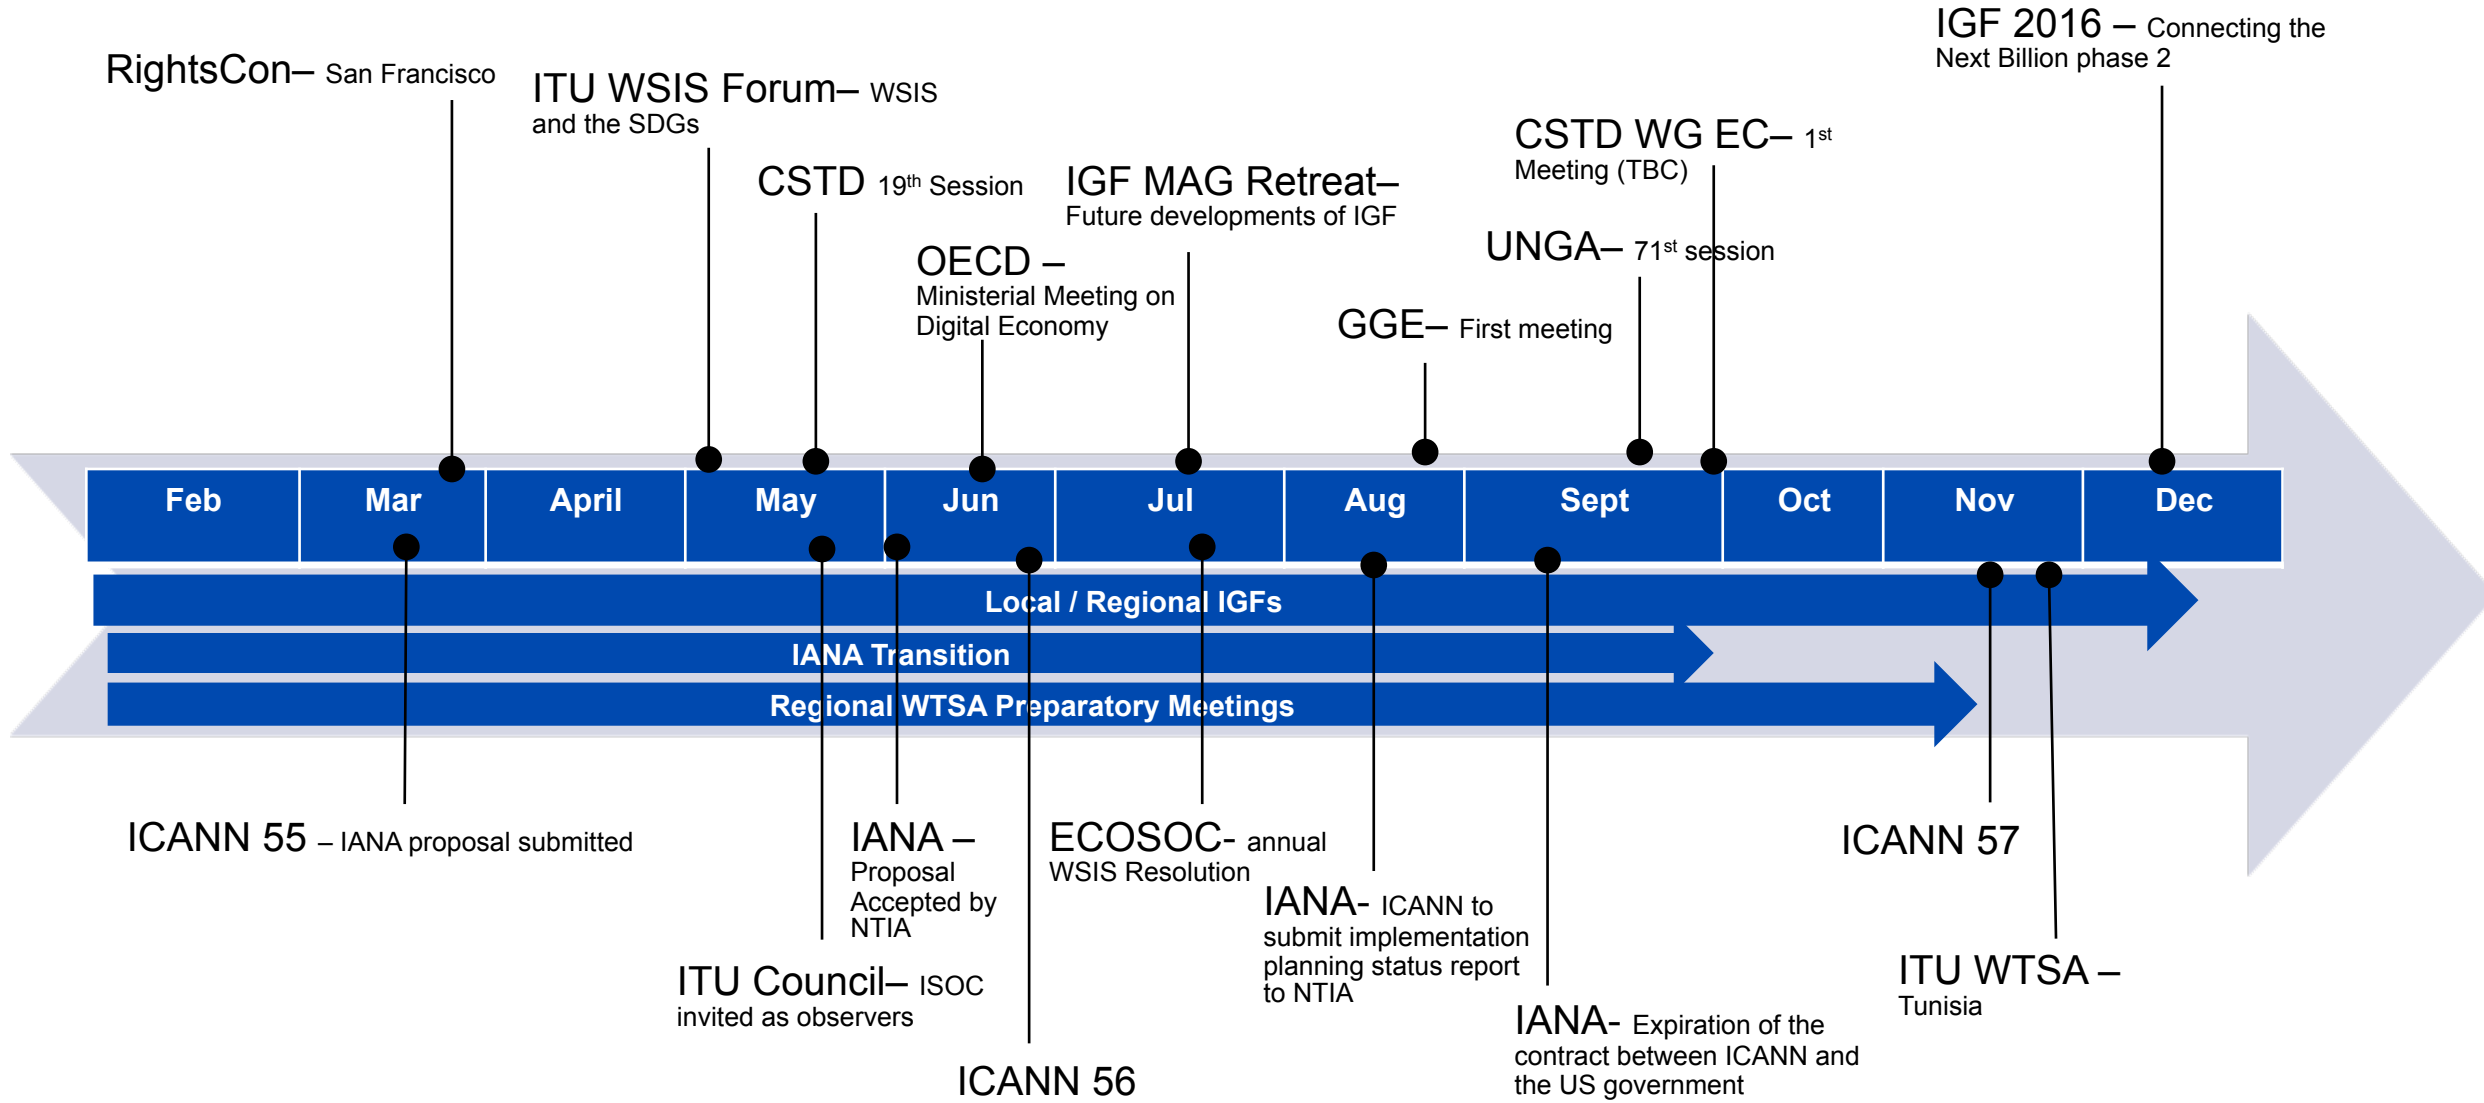 IGF 2016 – Connecting the
Next Billion phase 2
RightsCon– San Francisco
ITU WSIS Forum– WSIS
and the SDGs
CSTD WG EC– 1st
Meeting (TBC)
CSTD 19th Session
IGF MAG Retreat–
Future developments of IGF
UNGA– 71st session
OECD –
Ministerial Meeting on
Digital Economy
GGE– First meeting
Feb
Mar
April
May
Jun
Jul
Aug
Sept
Oct
Nov
Dec
Local / Regional IGFs
IANA Transition
Regional WTSA Preparatory Meetings
ICANN 55 – IANA proposal submitted
IANA –
Proposal
Accepted by
NTIA
ECOSOC- annual
WSIS Resolution
ICANN 57
IANA- ICANN to
submit implementation
planning status report
to NTIA
ITU Council– ISOC
invited as observers
ITU WTSA –
Tunisia
IANA- Expiration of the
contract between ICANN and
the US government
ICANN 56